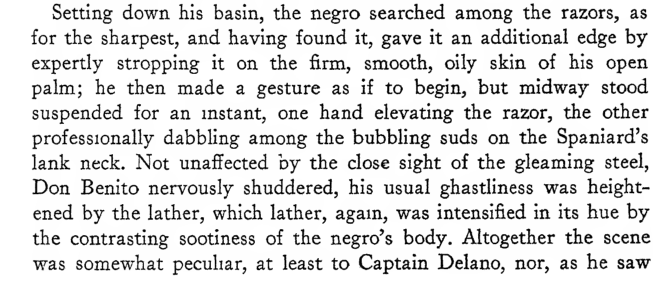 Setting down his basin, the negro searched among the razors, as
for the sharpest, and having found it, gave it an additional edge by
expertly stropping it on the firm, smooth, oily skin of his open
palm; he then made a gesture as if to begin, but midway stood
suspended for an instant, one hand elevating the razor, the other
professionally dabbling among the bubbling suds on the Spaniard's
lank neck. Not unaffected by the close sight of the gleaming steel,
Don Benito nervously shuddered, his usual ghastliness was height-
ened by the lather, which lather, again, was intensified in its hue by
the contrasting sootiness of the negro's body. Altogether the scene
was somewhat peculiar, at least to Captain Delano, nor, as he saw